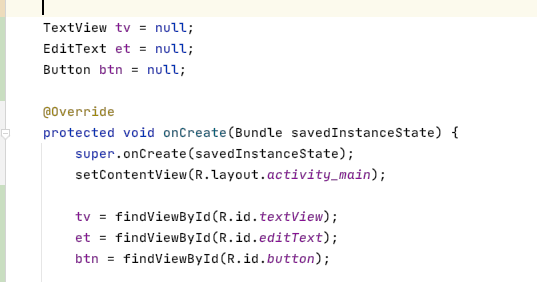 TextView tv = null;
EditText et = null;
Button btn = null;
@Override
protected void onCreate(Bundle savedInstanceState) {
super.onCreate(savedInstanceState);
setContentView(R.layout.activity_main);
tv = findViewById(R.id.textView);
et = findViewById(R.id.editText);
btn = findViewById(R.id.button);